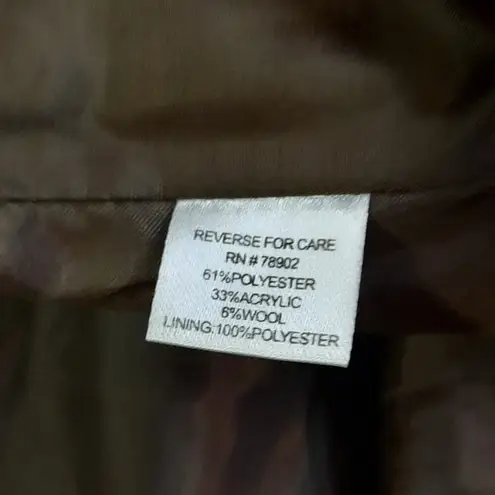 REVERSE FOR CARE
RN # 78902
61%POLYESTER
33%ACRYLIC
6%WOOL
LINING:100%POLYESTER